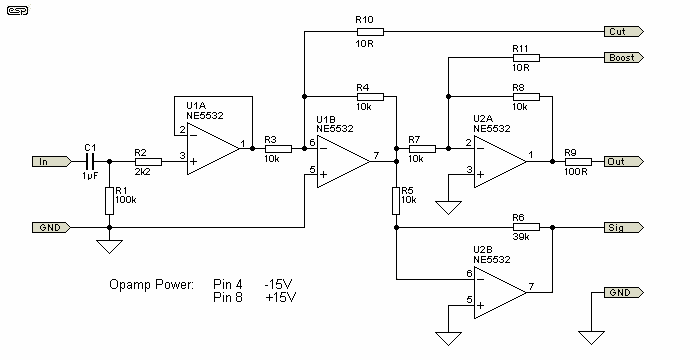 esp
R10
10R
Cut
R11
10R
Boost
U1A
NE5532
2
3
1
R4
10k
U1B
NE5532
R8
10k
U2A
NE5532
In
C1
1µF
R2
2k2
R3
10k
6
5
7
R7
10k
2
3
1
R9
100R
Out
R1
100k
R5
10k
GND
R6
39k
Sig
U2B
NE5532
6
5
7
GND
Opamp Power: Pin 4 -15V
Pin 8 +15V